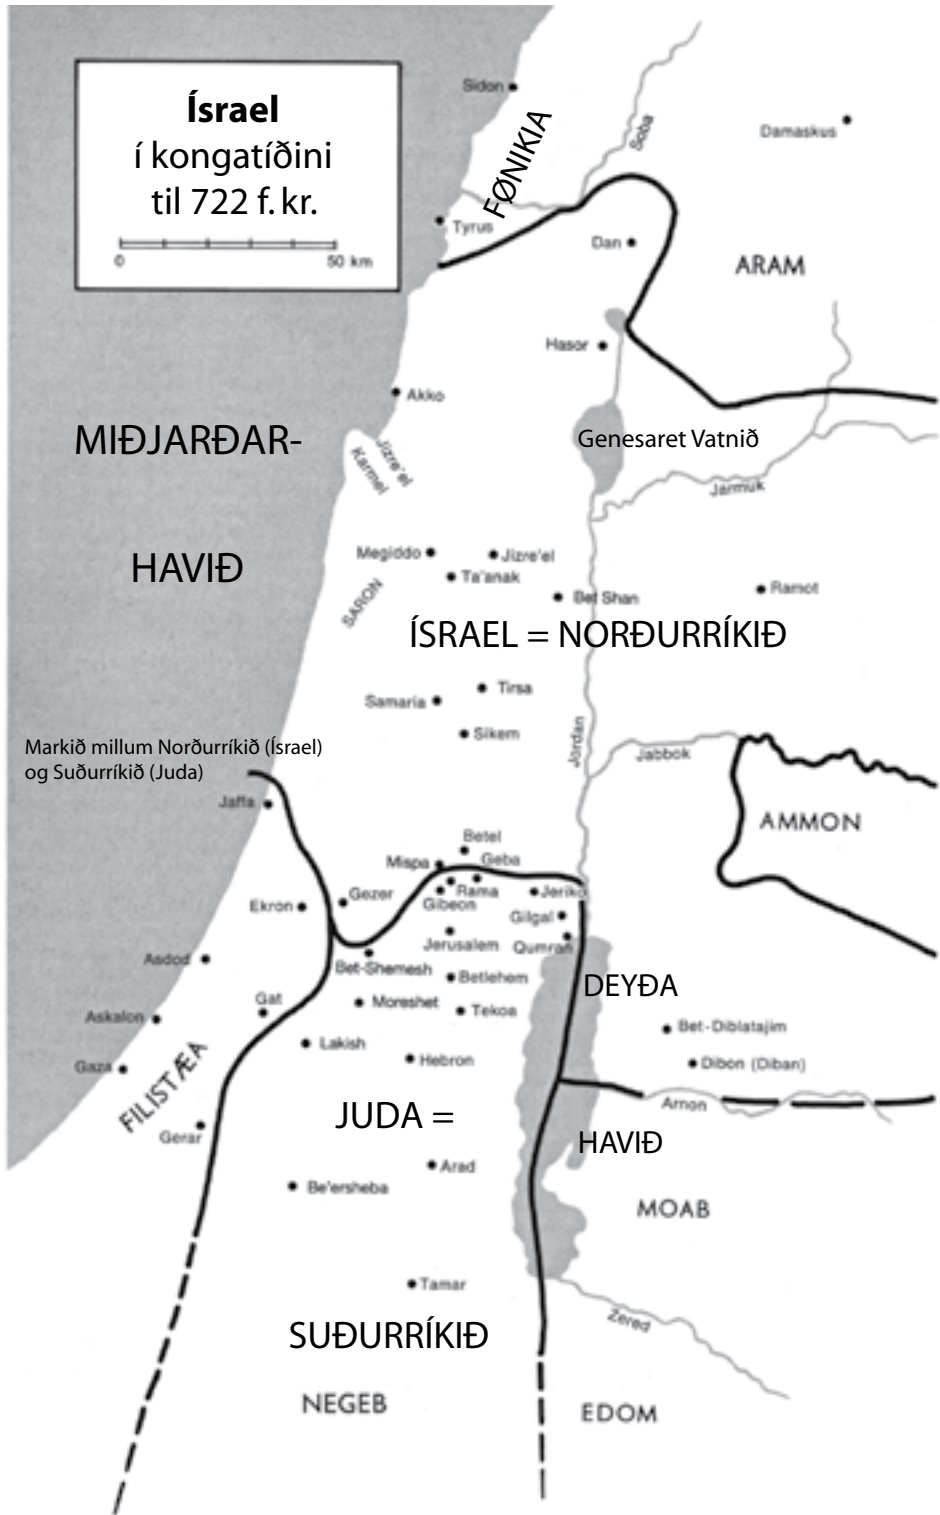 Ísrael
í kongatíðini
til 722 f. kr.
0 50 km
Sidon
FØNIKIA
Soba
Damaskus
Tyrus
Dan
ARAM
Hasor
Akko
MIÐJARÐAR-
Genesaret Vatnið
Jizre'el
Karmel
Jarmuk
HAVIÐ
Megiddo
Jizre'el
Ta'anak
SARON
Bet Shan
Ramot
ÍSRAEL = NORÐURRÍKIÐ
Tirsa
Samaria
Sikem
Jordan
Jabbok
Markið millum Norðurríkið (Ísrael)
og Suðurríkið (Juda)
Jaffa
AMMON
Betel
Mispa
Geba
Rama
Jeriko
Gezer
Gibeon
Ekron
Gilgal
Jerusalem
Qumran
Asdod
Bet-Shemesh
Betlehem
DEYÐA
Gat
Moreshet
Tekoa
Askalon
Bet-Diblatajim
Lakish
Hebron
Dibon (Diban)
Gaza
FILISTÆA
Arnon
JUDA =
Gerar
HAVIÐ
Arad
Be'ersheba
MOAB
Tamar
Zered
SUÐURRÍKIÐ
NEGEB
EDOM